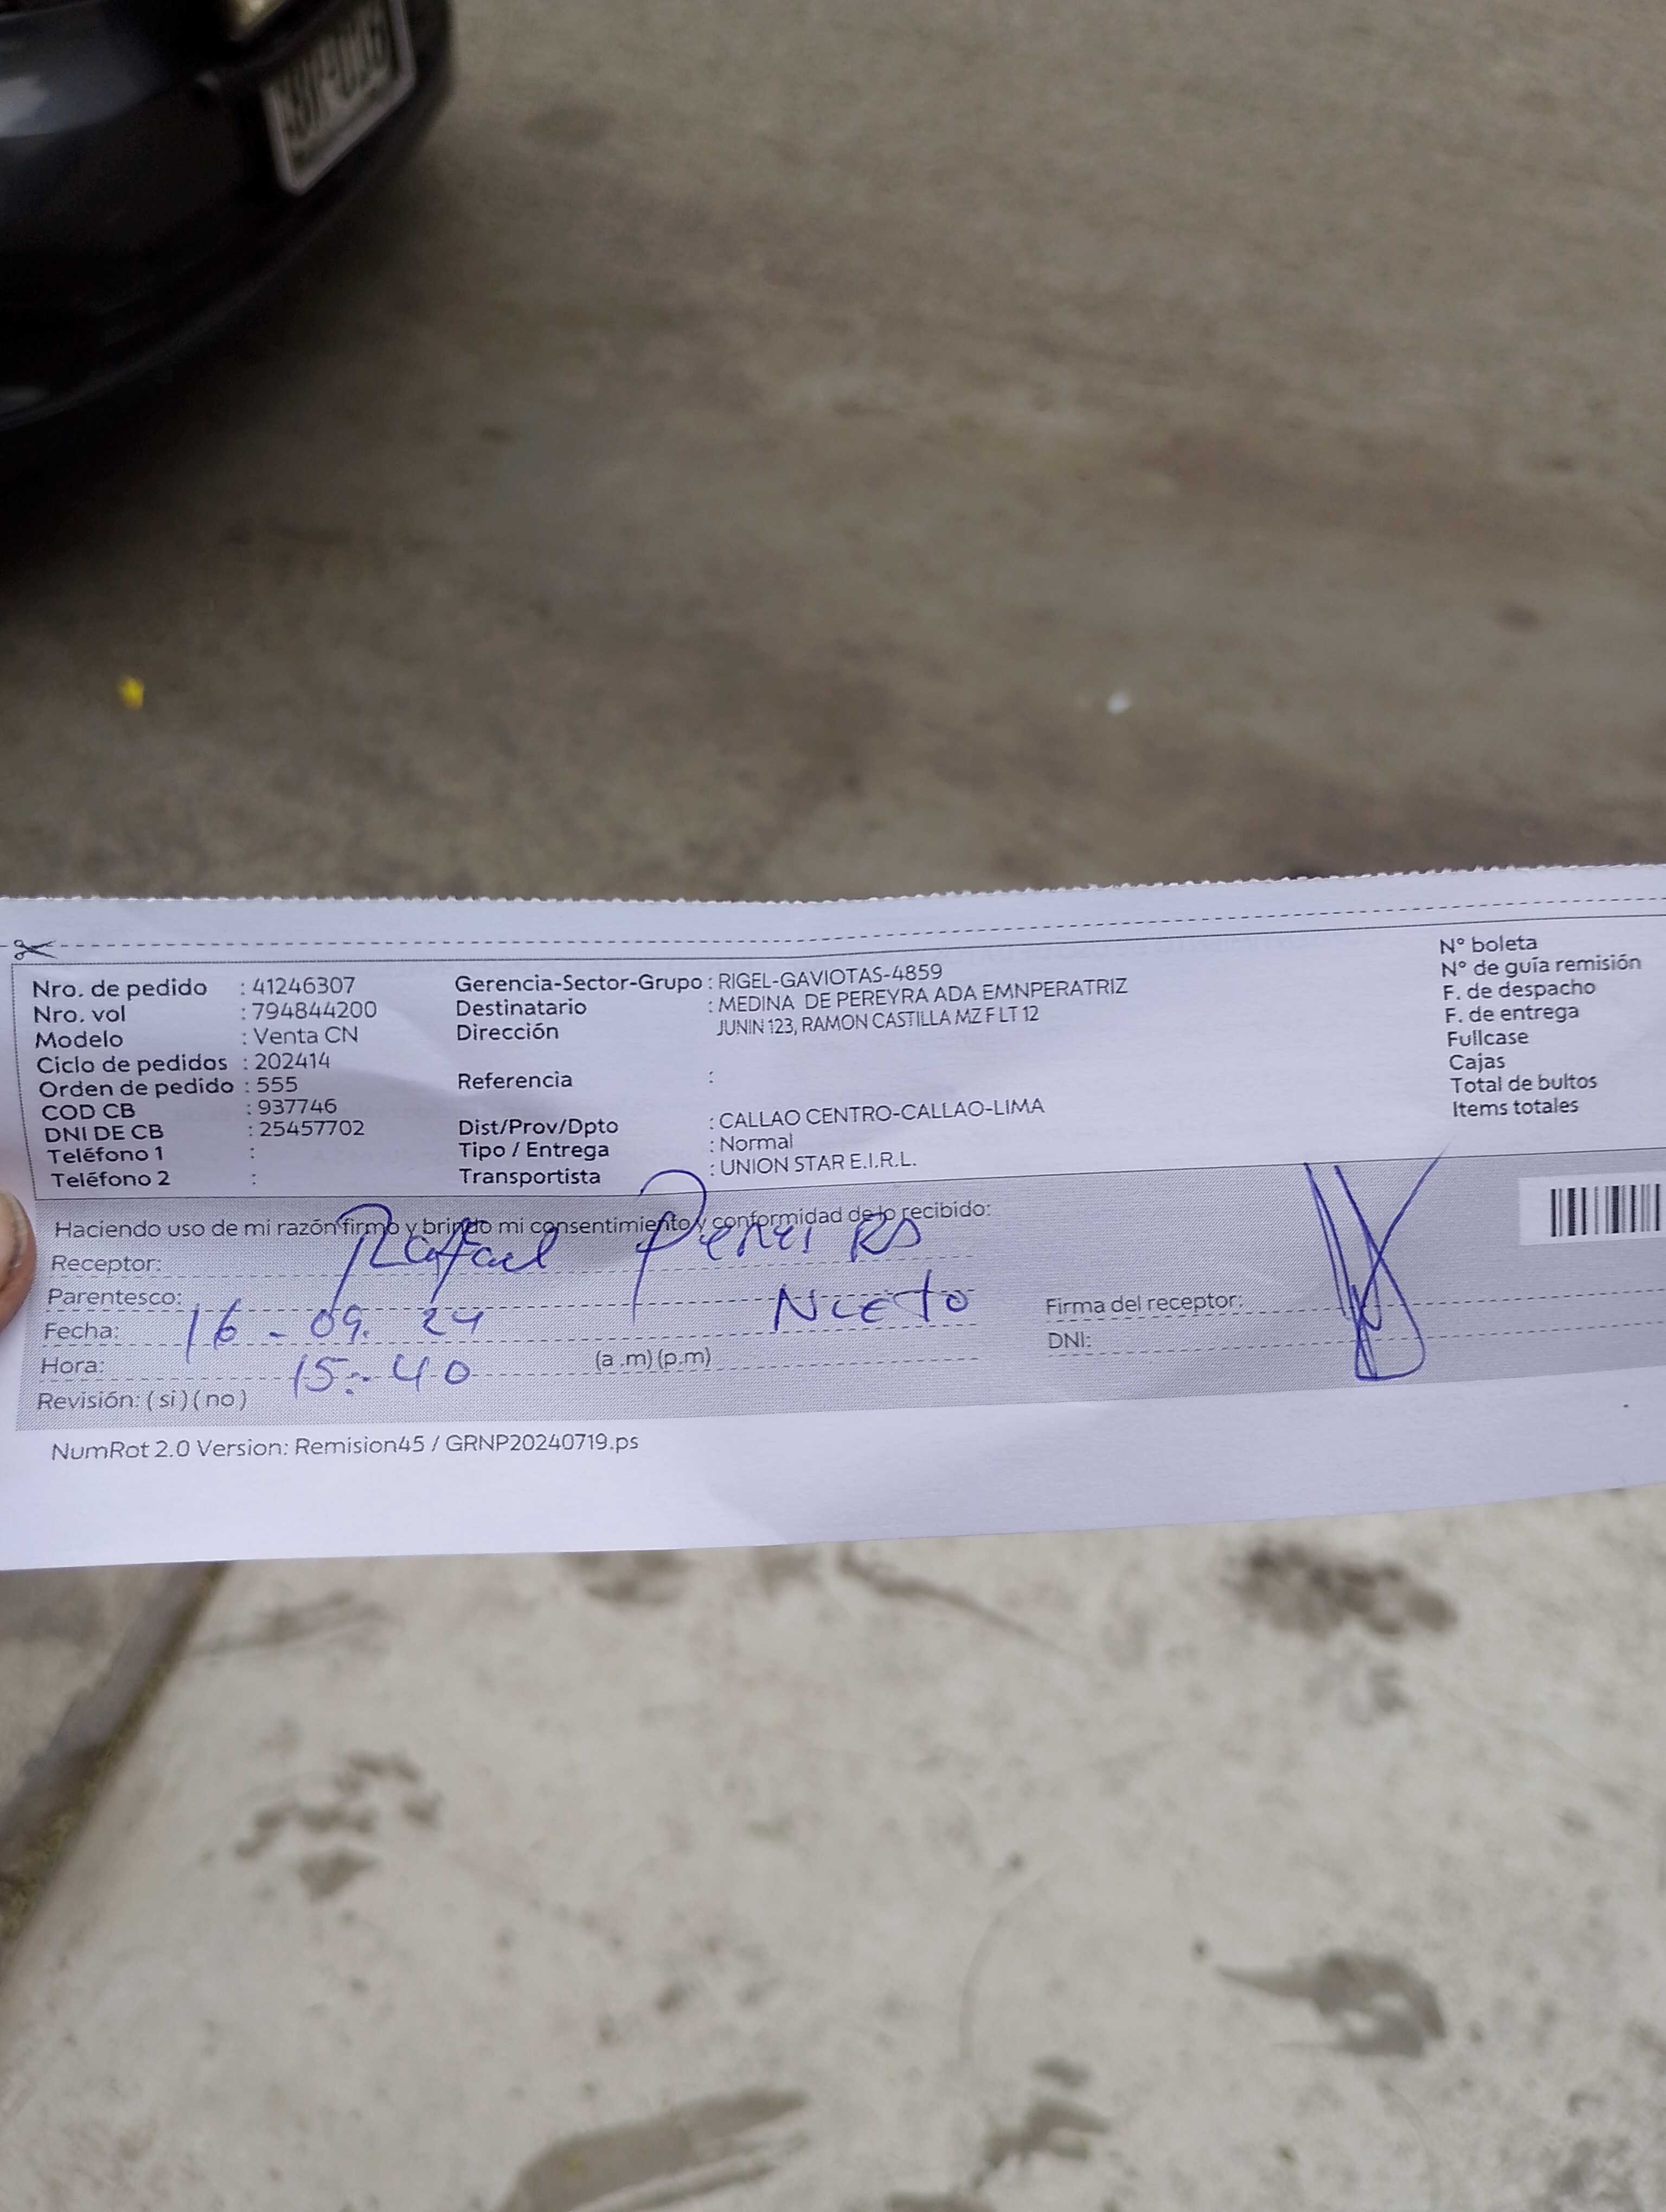 Nro. de pedido : 41246307
Nro. vol : 794844200
Modelo : Venta CN
Ciclo de pedidos : 202414
Orden de pedido : 555
COD CB : 937746
DNI DE CB : 25457702
Teléfono 1 :
Teléfono 2 :
Gerencia-Sector-Grupo : RIGEL-GAVIOTAS-4859
Destinatario : MEDINA DE PEREYRA ADA EMNPERATRIZ
Dirección JUNIN 123, RAMON CASTILLA MZ F LT 12
Referencia :
Dist/Prov/Dpto : CALLAO CENTRO-CALLAO-LIMA
Tipo / Entrega : Normal
Transportista : UNION STAR E.I.R.L.
N° boleta
N° de guía remisión
F. de despacho
F. de entrega
Fullcase
Cajas
Total de bultos
Items totales
Haciendo uso de mi razón firmo y brindo mi consentimiento y conformidad de lo recibido:
Receptor: Rafael
Parentesco: Nieto
Fecha: 16-09.24
Hora: 15:40 (a .m) (p.m)
Revisión: ( si ) ( no )
Firma del receptor:
DNI:
NumRot 2.0 Version: Remision45 / GRNP20240719.ps